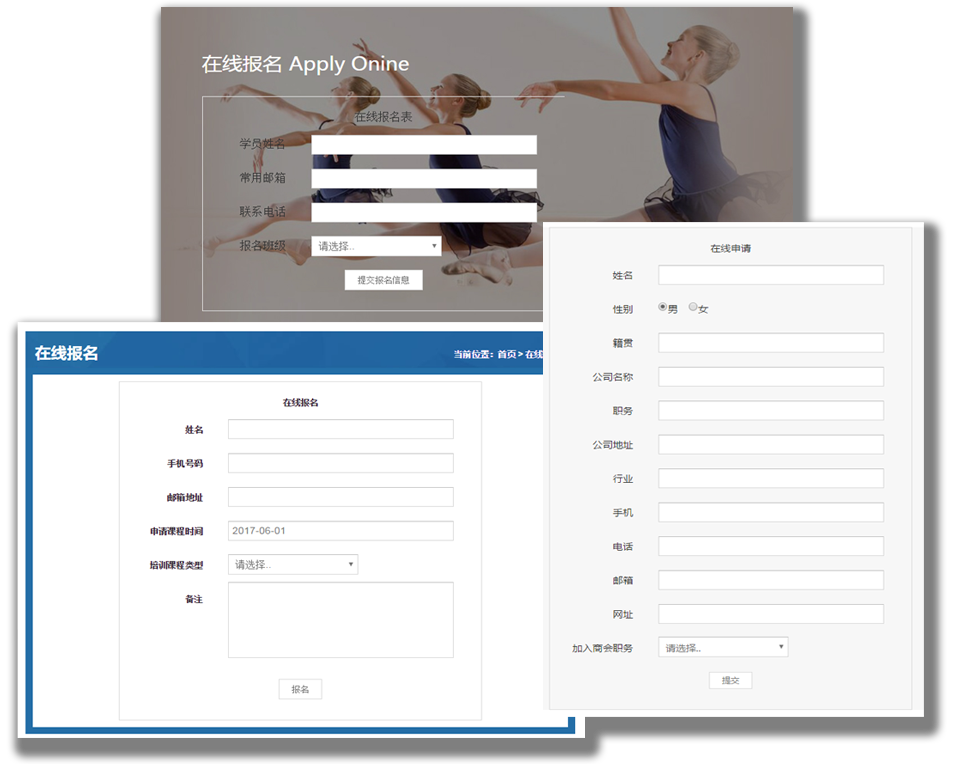 在线报名 Apply Onine
在线报名表
学员姓名
常用邮箱
联系电话
报名班级 请选择..
提交报名信息
在线报名
当前位置：首页 > 在线
在线报名
姓名
手机号码
邮箱地址
申请课程时间 2017-06-01
培训课程类型 请选择..
备注
报名
在线申请
姓名
性别 男 女
籍贯
公司名称
职务
公司地址
行业
手机
电话
邮箱
网址
加入商会职务 请选择..
提交